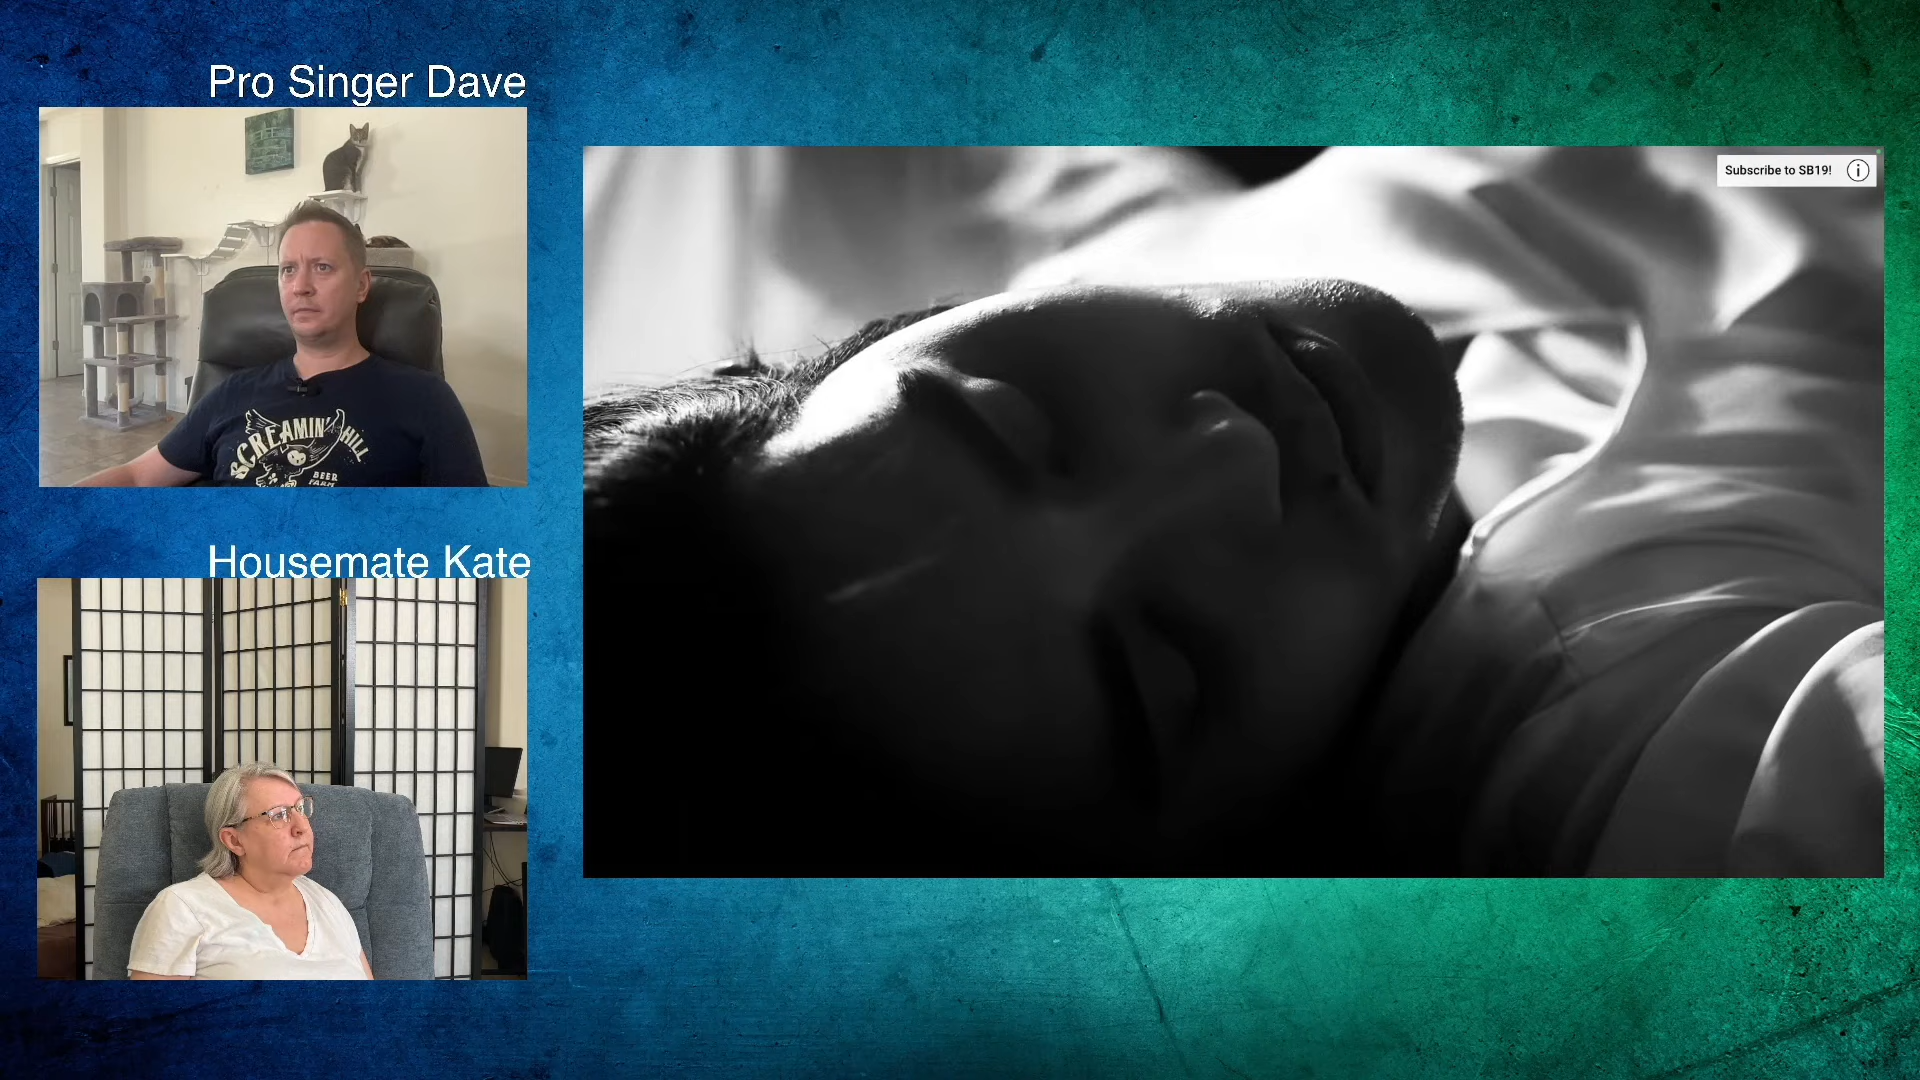 Pro Singer Dave
Subscribe to SB19!
SCREAMIN' HILL
BEER
FARM
Housemate Kate